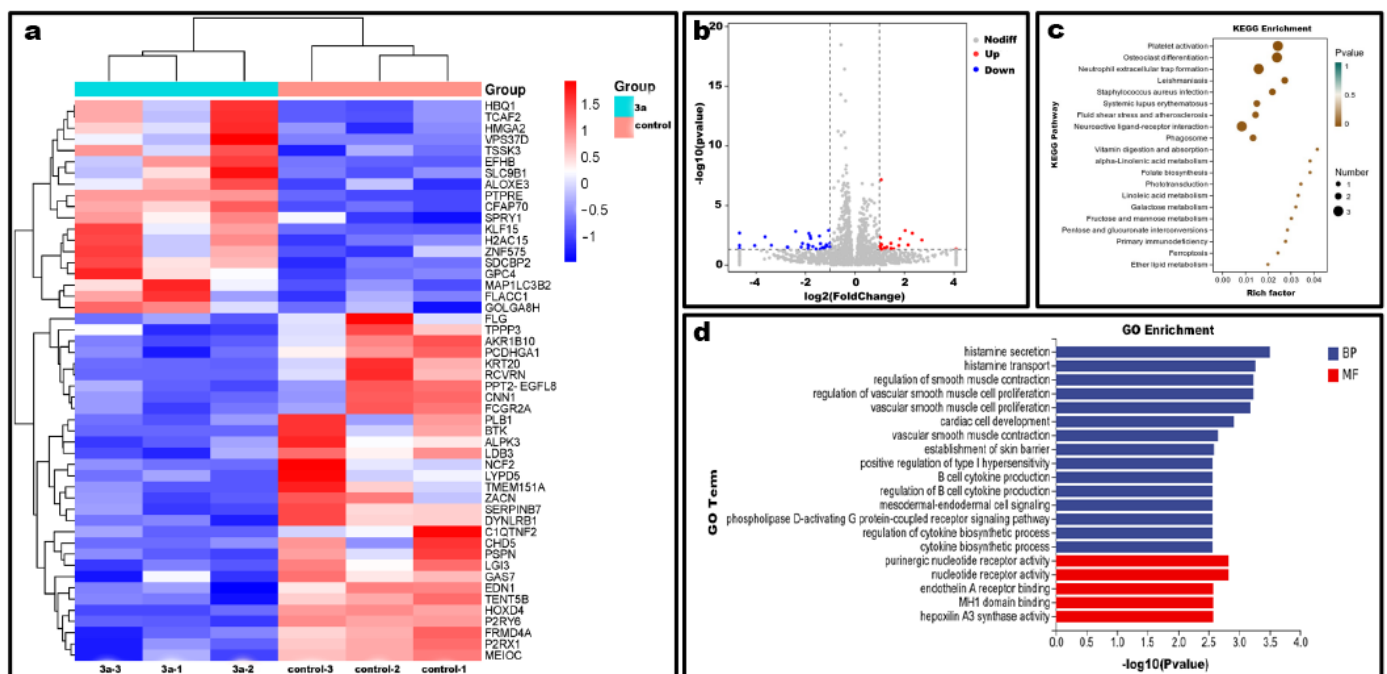 a
Group
HBQ1
TCAF2
HMGA2
VPS37D
TSSK3
EFHB
SLC9B1
ALOXE3
PTPRE
CFAP70
SPRY1
KLF15
H2AC15
ZNF575
SDCBP2
GPC4
MAP1LC3B2
FLACC1
GOLGA8H
FLG
TPPP3
AKR1B10
PCDHGA1
KRT20
RCVRN
PPT2- EGFL8
CNN1
FCGR2A
PLB1
BTK
ALPK3
LDB3
NCF2
LYPD5
TMEM151A
ZACN
SERPINB7
DYNLRB1
C1QTNF2
CHD5
PSPN
LGI3
GAS7
EDN1
TENT5B
HOXD4
P2RY6
FRMD4A
P2RX1
MEIOC
3a-3 3a-1 3a-2 control-3 control-2 control-1
1.5
1
0.5
0
−0.5
−1
Group
3a
control
b
-log10(pvalue)
20
15
10
5
0
-4 -2 0 2 4
log2(FoldChange)
Nodiff
Up
Down
c
KEGG Enrichment
KEGG Pathway
Platelet activation
Osteoclast differentiation
Neutrophil extracellular trap formation
Leishmaniasis
Staphylococcus aureus infection
Systemic lupus erythematosus
Fluid shear stress and atherosclerosis
Neuroactive ligand-receptor interaction
Phagosome
Vitamin digestion and absorption
alpha-Linolenic acid metabolism
Folate biosynthesis
Phototransduction
Linoleic acid metabolism
Galactose metabolism
Fructose and mannose metabolism
Pentose and glucuronate interconversions
Primary immunodeficiency
Ferroptosis
Ether lipid metabolism
0.00 0.01 0.02 0.03 0.04
Rich factor
Pvalue
1
0.5
0
Number
1
2
3
d
GO Enrichment
GO Term
histamine secretion
histamine transport
regulation of smooth muscle contraction
regulation of vascular smooth muscle cell proliferation
vascular smooth muscle cell proliferation
cardiac cell development
vascular smooth muscle contraction
establishment of skin barrier
positive regulation of type I hypersensitivity
B cell cytokine production
regulation of B cell cytokine production
mesodermal-endodermal cell signaling
phospholipase D-activating G protein-coupled receptor signaling pathway
regulation of cytokine biosynthetic process
cytokine biosynthetic process
purinergic nucleotide receptor activity
nucleotide receptor activity
endothelin A receptor binding
MH1 domain binding
hepoxilin A3 synthase activity
0.0 0.5 1.0 1.5 2.0 2.5 3.0 3.5 4.0
-log10(Pvalue)
BP
MF